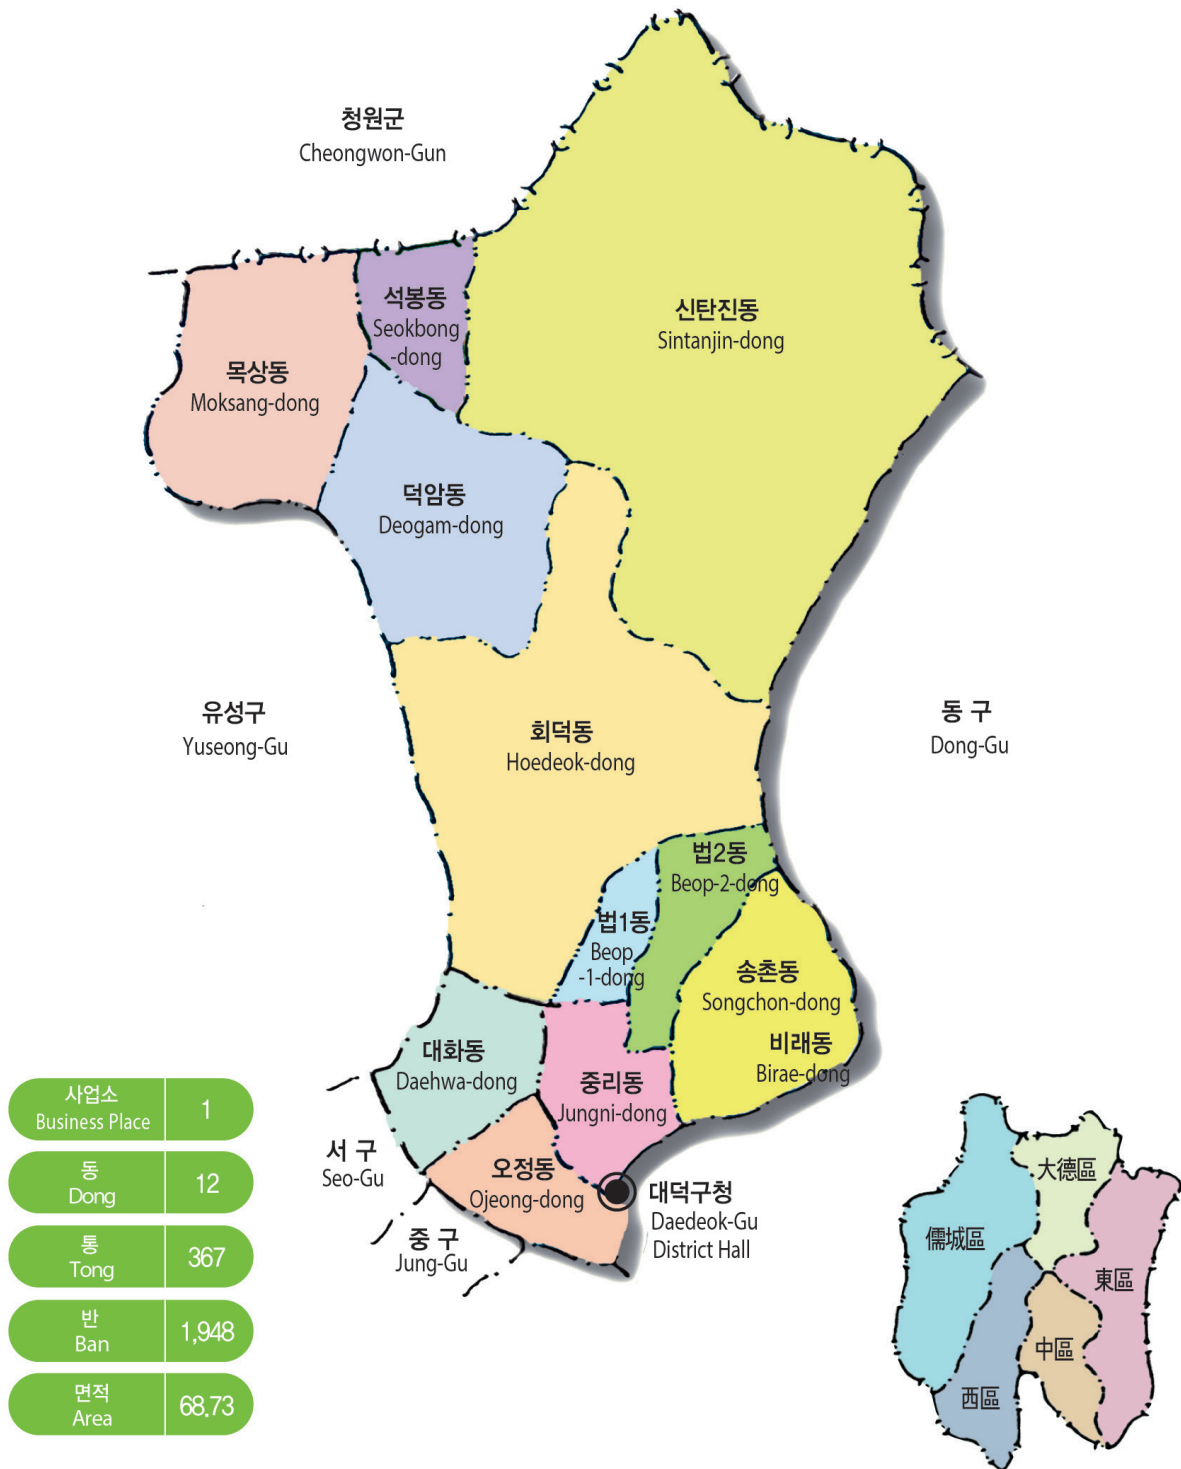 청원군
Cheongwon-Gun
석봉동
Seokbong
-dong
신탄진동
Sintanjin-dong
목상동
Moksang-dong
덕암동
Deogam-dong
유성구
Yuseong-Gu
동 구
Dong-Gu
회덕동
Hoedeok-dong
법2동
Beop-2-dong
법1동
Beop
-1-dong
송촌동
Songchon-dong
비래동
Birae-dong
대화동
Daehwa-dong
중리동
Jungni-dong
서 구
Seo-Gu
오정동
Ojeong-dong
대덕구청
Daedeok-Gu
District Hall
중 구
Jung-Gu
사업소
Business Place
1
동
Dong
12
통
Tong
367
반
Ban
1,948
면적
Area
68.73
大德區
儒城區
東區
中區
西區